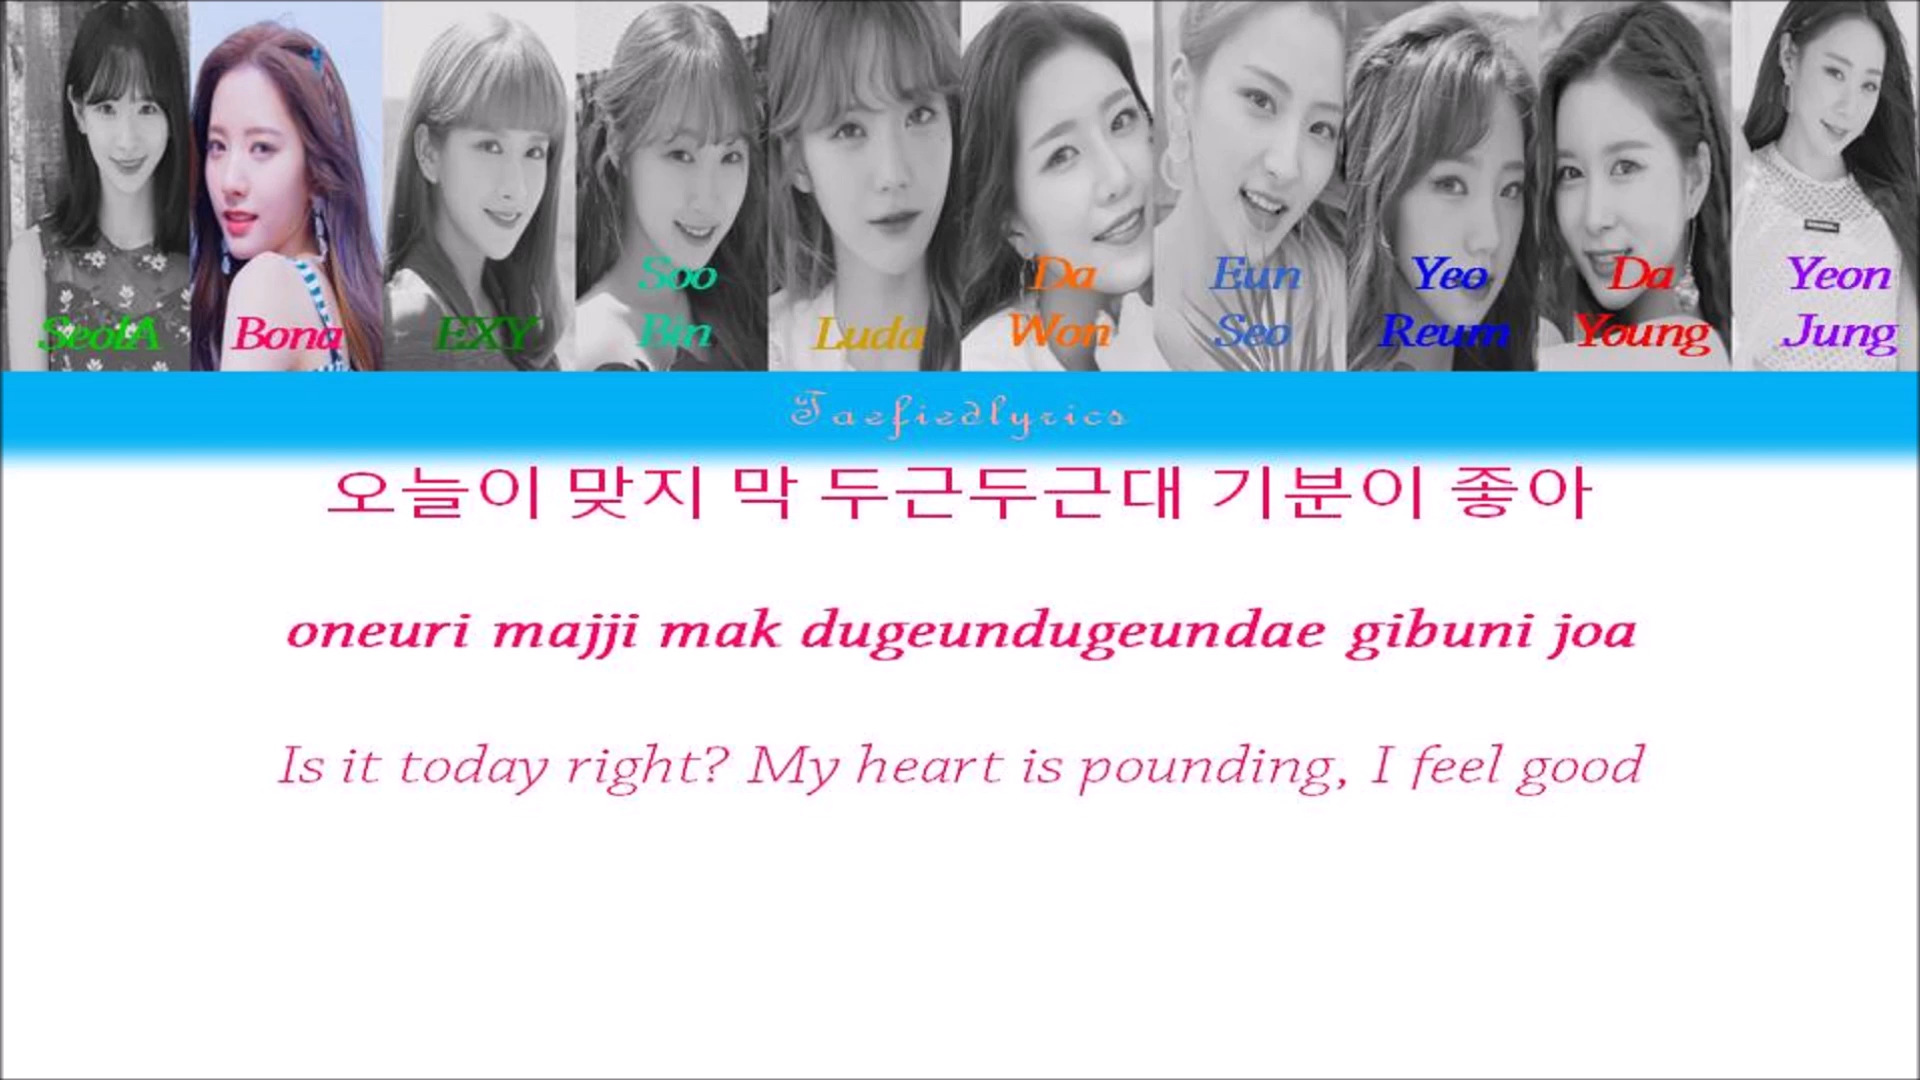 SeolA Bona EXY Soo Bin Luda Da Won Eun Seo Yeo Reum Da Young Yeon Jung
Taefiedlyrics
오늘이 맞지 막 두근두근대 기분이 좋아
oneuri majji mak dugeundugeundae gibuni joa
Is it today right? My heart is pounding, I feel good